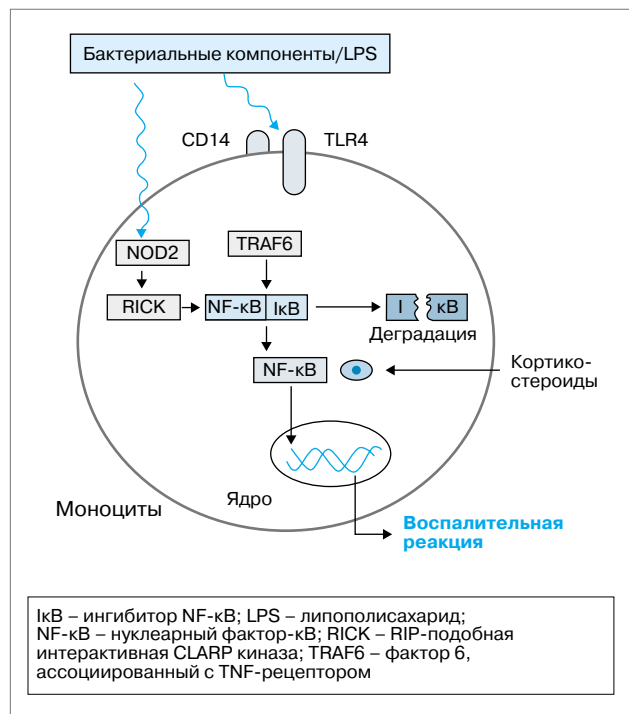 Бактериальные компоненты/LPS
CD14
TLR4
NOD2
TRAF6
RICK
NF-κB
IκB
I
κB
Деградация
NF-κB
Кортико-
стероиды
Ядро
Моноциты
Воспалительная
реакция
IκB – ингибитор NF-κB; LPS – липополисахарид;
NF-κB – нуклеарный фактор-κB; RICK – RIP-подобная
интерактивная CLARP киназа; TRAF6 – фактор 6,
ассоциированный с TNF-рецептором